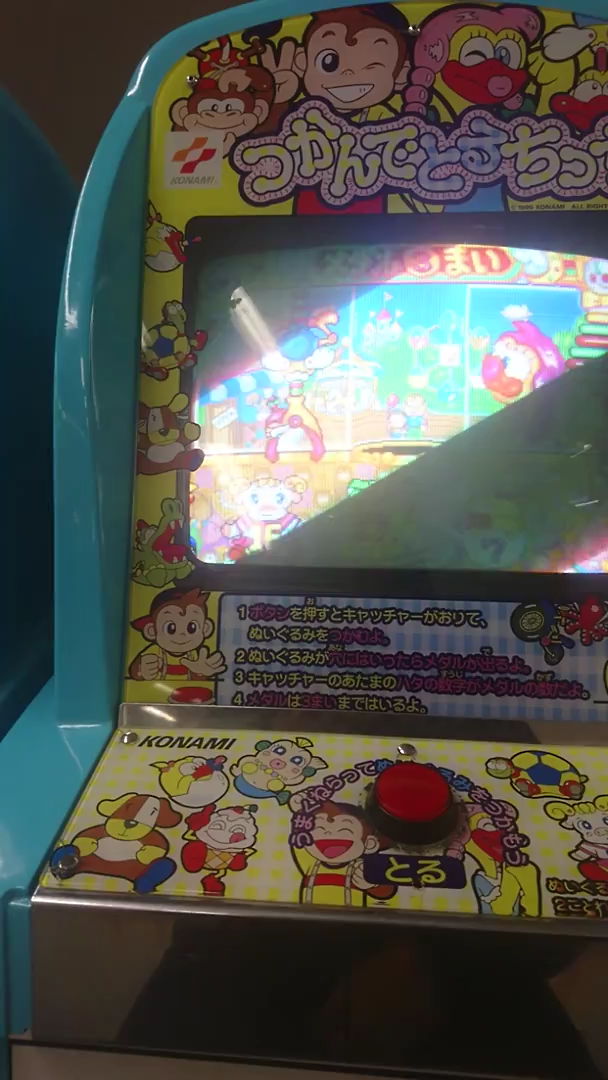 つかんでとるちっ
KONAMI
1 ボタンを押すとキャッチャーがおりて、
ぬいぐるみをつかむよ。
2 ぬいぐるみが穴にはいったらメダルが出るよ。
3 キャッチャーのあたまのハタの数字がメダルの数だよ。
4 メダルは3まいまではいるよ。
KONAMI
とる